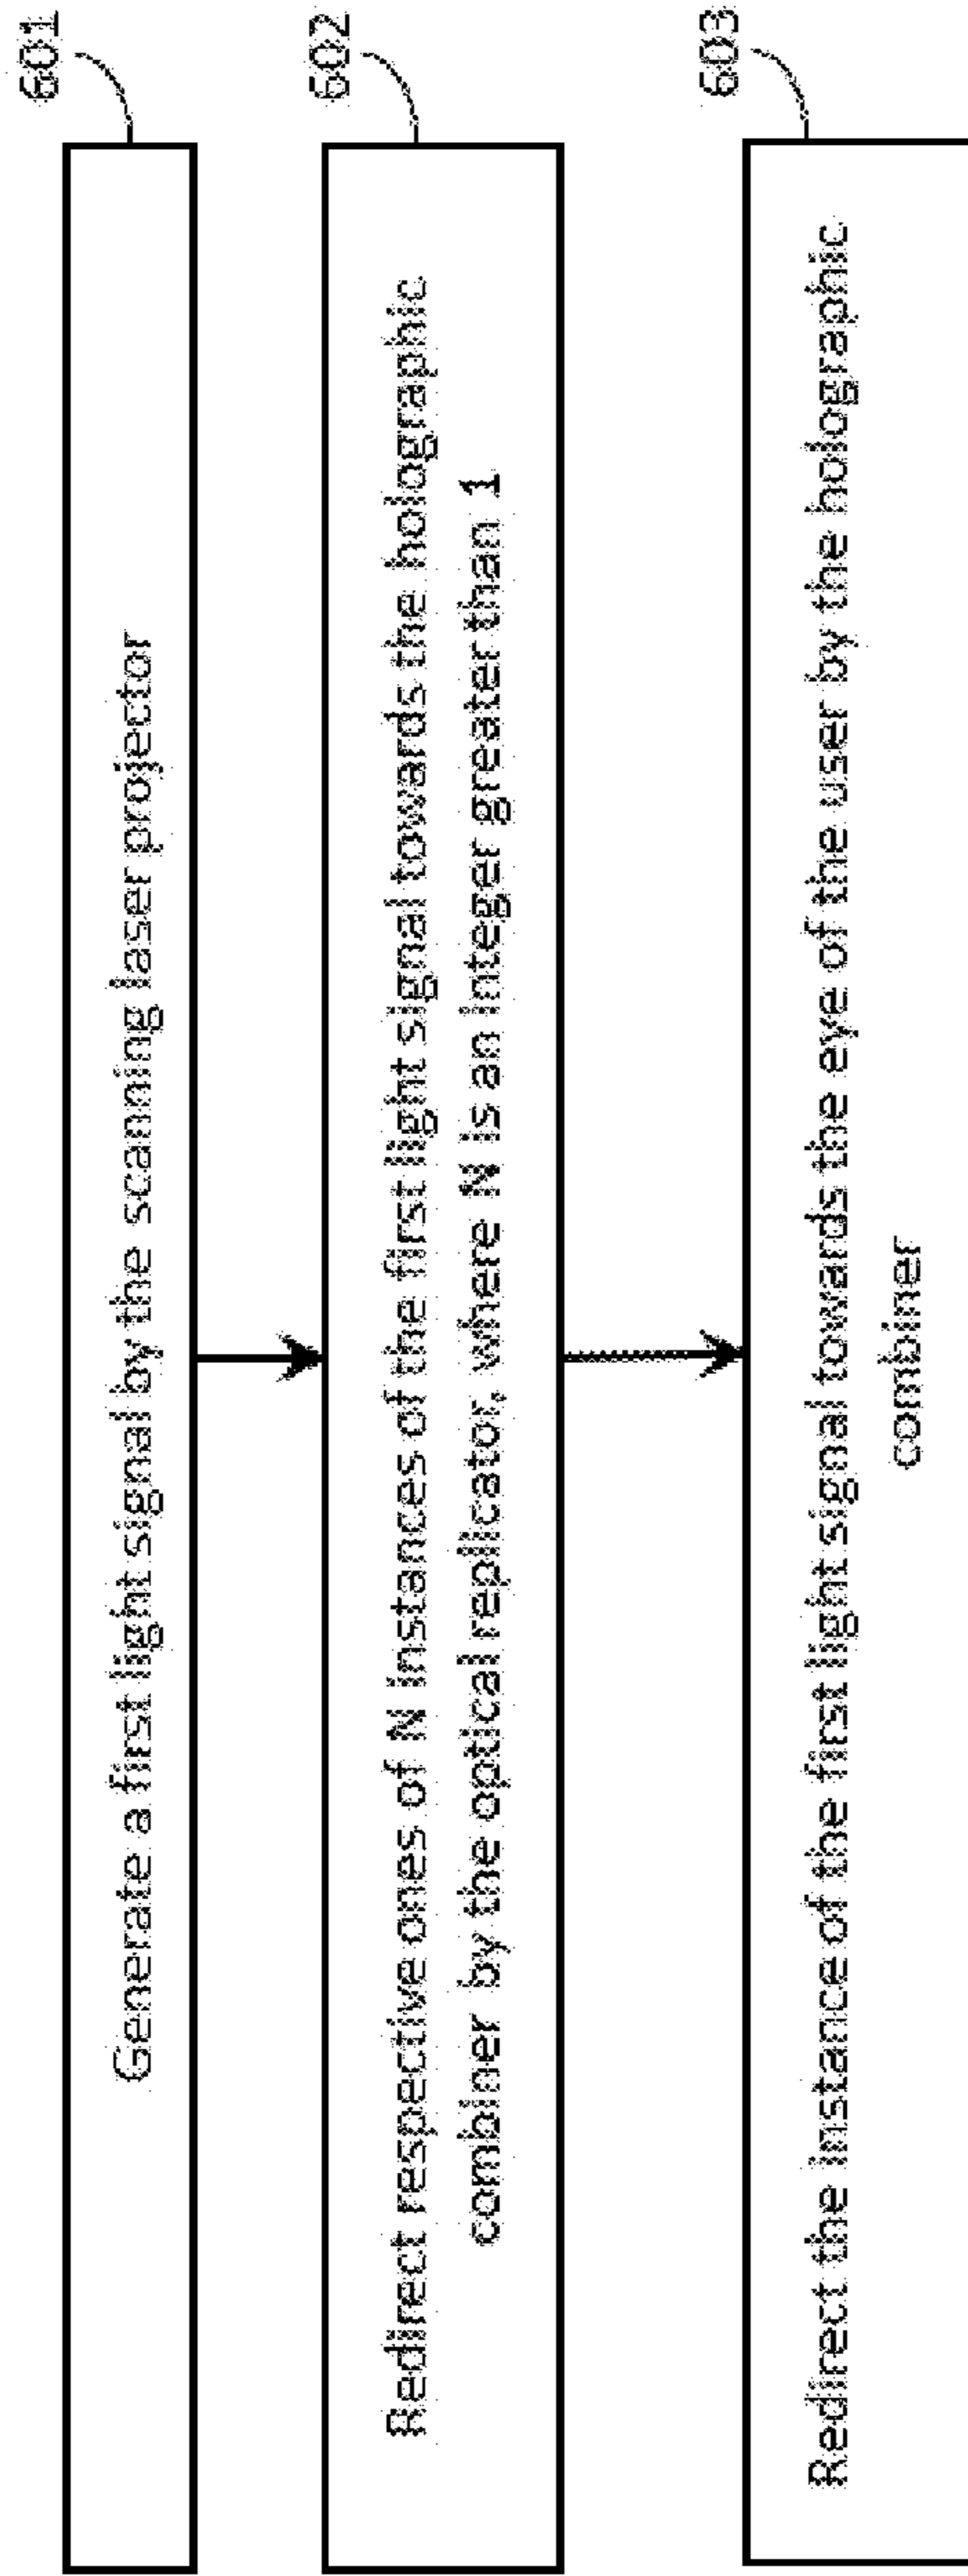 601
Generate a first light signal by the scanning laser projector
602
Redirect respective ones of N instances of the first light signal towards the holographic
combiner by the optical replicator, where N is an integer greater than 1
603
Redirect the instance of the first light signal towards the eye of the user by the holographic
combiner